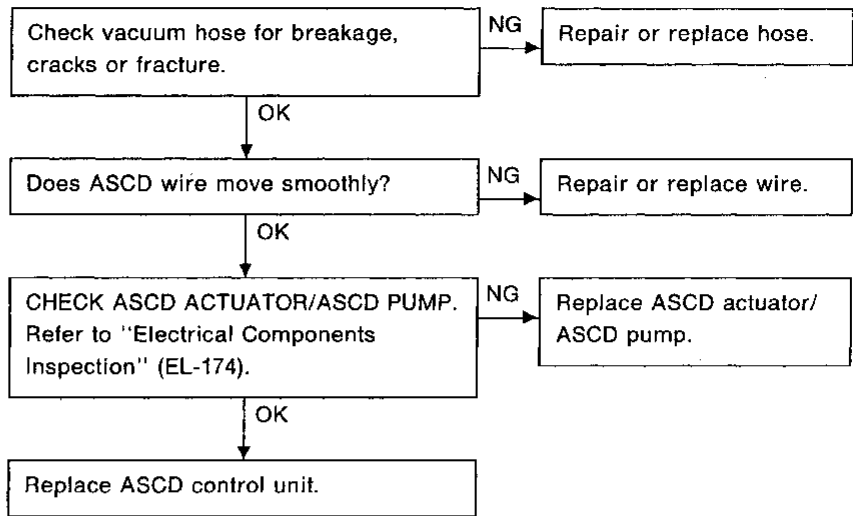 Check vacuum hose for breakage,
cracks or fracture.
NG
Repair or replace hose.
OK
Does ASCD wire move smoothly?
NG
Repair or replace wire.
OK
CHECK ASCD ACTUATOR/ASCD PUMP.
Refer to "Electrical Components
Inspection" (EL-174).
NG
Replace ASCD actuator/
ASCD pump.
OK
Replace ASCD control unit.